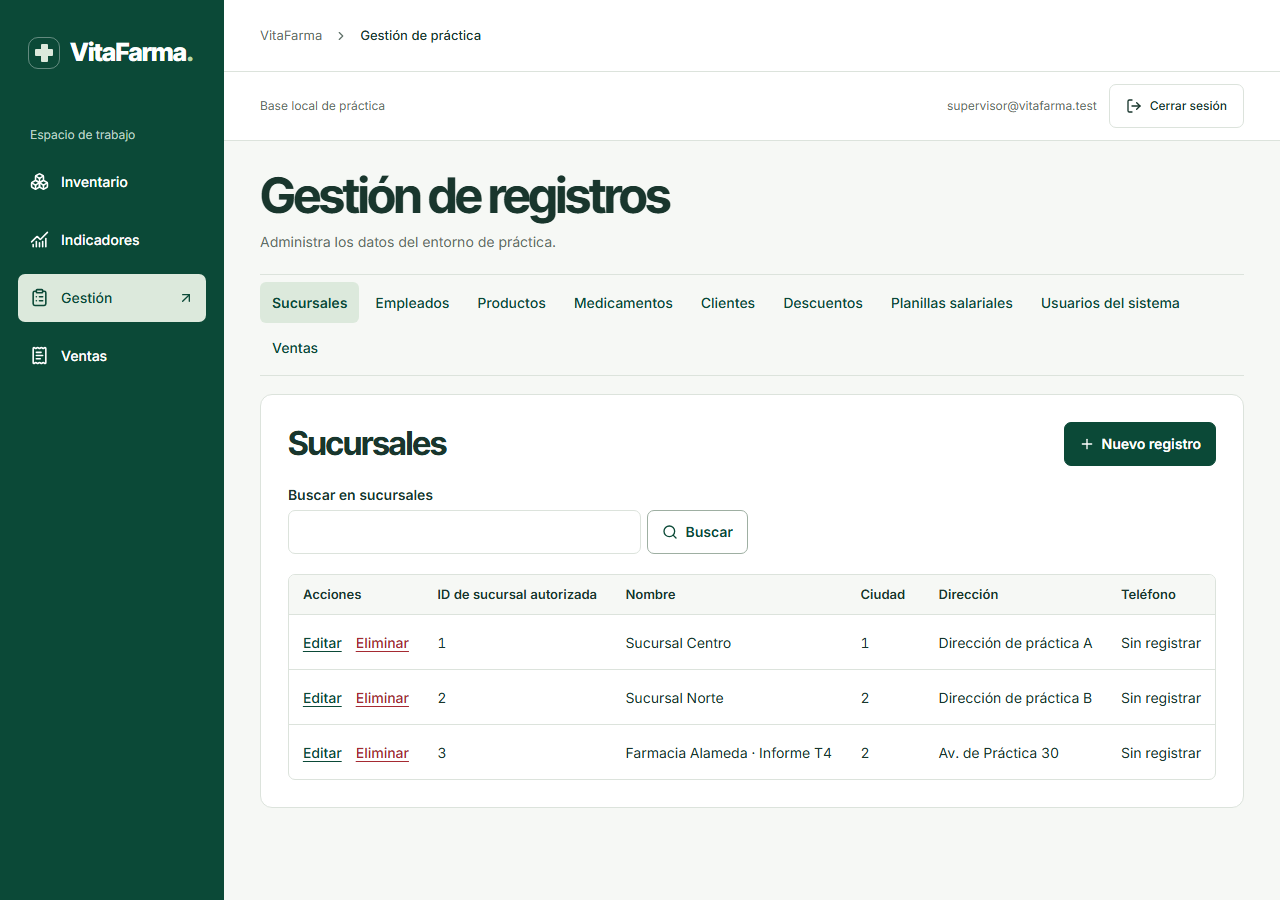 VitaFarma.
Espacio de trabajo
Inventario
Indicadores
Gestión
Ventas
VitaFarma > Gestión de práctica
Base local de práctica
supervisor@vitafarma.test
Cerrar sesión
Gestión de registros
Administra los datos del entorno de práctica.
Sucursales Empleados Productos Medicamentos Clientes Descuentos Planillas salariales Usuarios del sistema
Ventas
Sucursales
+ Nuevo registro
Buscar en sucursales
Buscar
Acciones ID de sucursal autorizada Nombre Ciudad Dirección Teléfono
Editar Eliminar 1 Sucursal Centro 1 Dirección de práctica A Sin registrar
Editar Eliminar 2 Sucursal Norte 2 Dirección de práctica B Sin registrar
Editar Eliminar 3 Farmacia Alameda · Informe T4 2 Av. de Práctica 30 Sin registrar